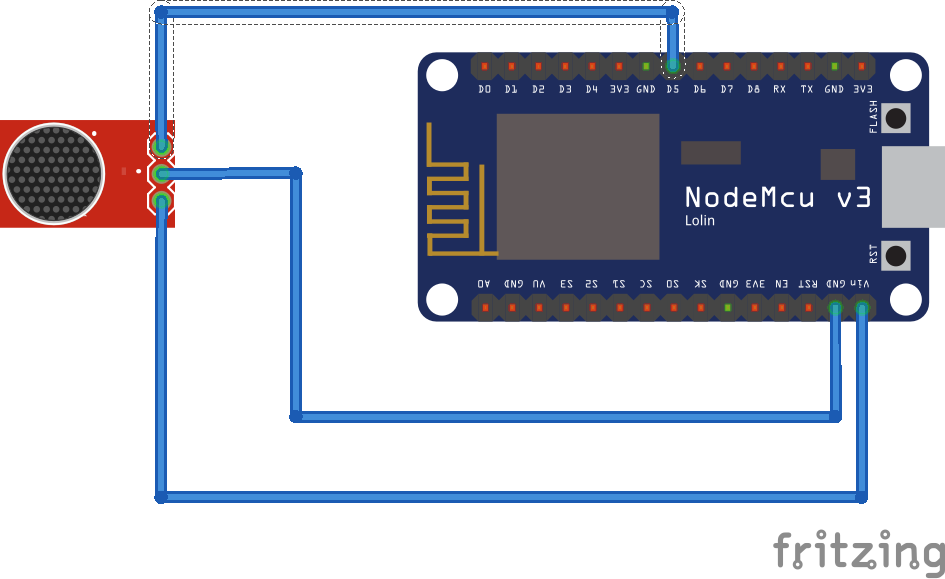 D0 D1 D2 D3 D4 3V3 GND D5 D6 D7 D8 RX TX GND 3V3
FLASH
NodeMcu v3
Lolin
RST
A0 GND VU S3 S2 S1 SC S0 SK GND 3V3 EN RST GND Vin
fritzing